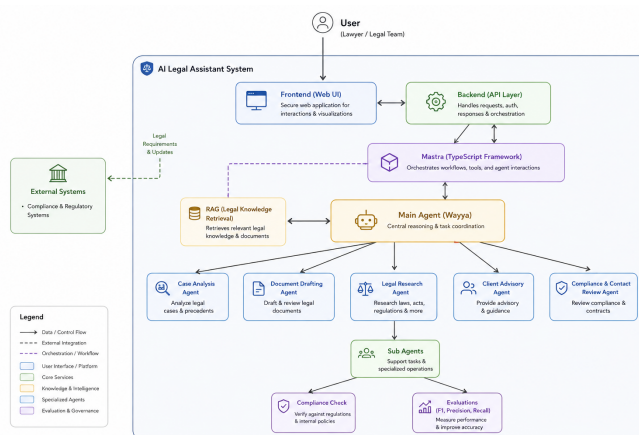 User
(Lawyer / Legal Team)
AI Legal Assistant System
Frontend (Web UI)
Secure web application for
interactions & visualizations
Backend (API Layer)
Handles requests, auth,
responses & orchestration
Legal
Requirements
& Updates
Mastra (TypeScript Framework)
Orchestrates workflows, tools, and agent interactions
External Systems
• Compliance & Regulatory
Systems
RAG (Legal Knowledge
Retrieval)
Retrieves relevant legal
knowledge & documents
Main Agent (Wayya)
Central reasoning & task coordination
Case Analysis
Agent
Analyze legal
cases & precedents
Document Drafting
Agent
Draft & review legal
documents
Legal Research
Agent
Research laws, acts,
regulations & more
Client Advisory
Agent
Provide advisory
& guidance
Compliance & Contact
Review Agent
Review compliance &
contracts
Legend
Data / Control Flow
External Integration
Orchestration / Workflow
User Interface / Platform
Core Services
Knowledge & Intelligence
Specialized Agents
Evaluation & Governance
Sub Agents
Support tasks &
specialized operations
Compliance Check
Verify against regulations
& internal policies
Evaluations
(F1, Precision, Recall)
Measure performance
& improve accuracy